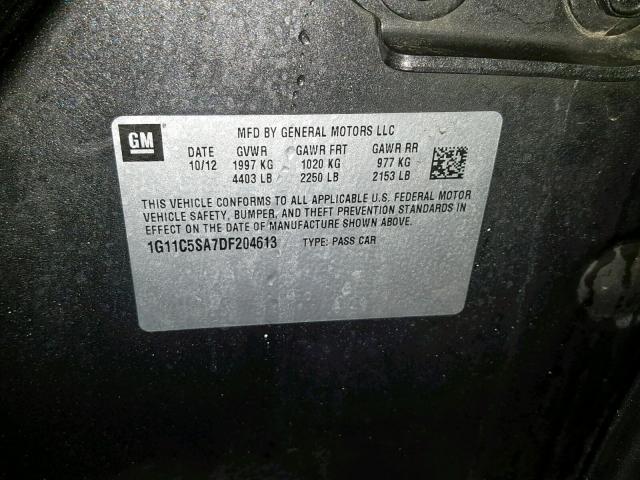 GM
MFD BY GENERAL MOTORS LLC
DATE GVWR GAWR FRT GAWR RR
10/12 1997 KG 1020 KG 977 KG
4403 LB 2250 LB 2153 LB
THIS VEHICLE CONFORMS TO ALL APPLICABLE U.S. FEDERAL MOTOR
VEHICLE SAFETY, BUMPER, AND THEFT PREVENTION STANDARDS IN
EFFECT ON THE DATE OF MANUFACTURE SHOWN ABOVE.
1G11C5SA7DF204613 TYPE: PASS CAR